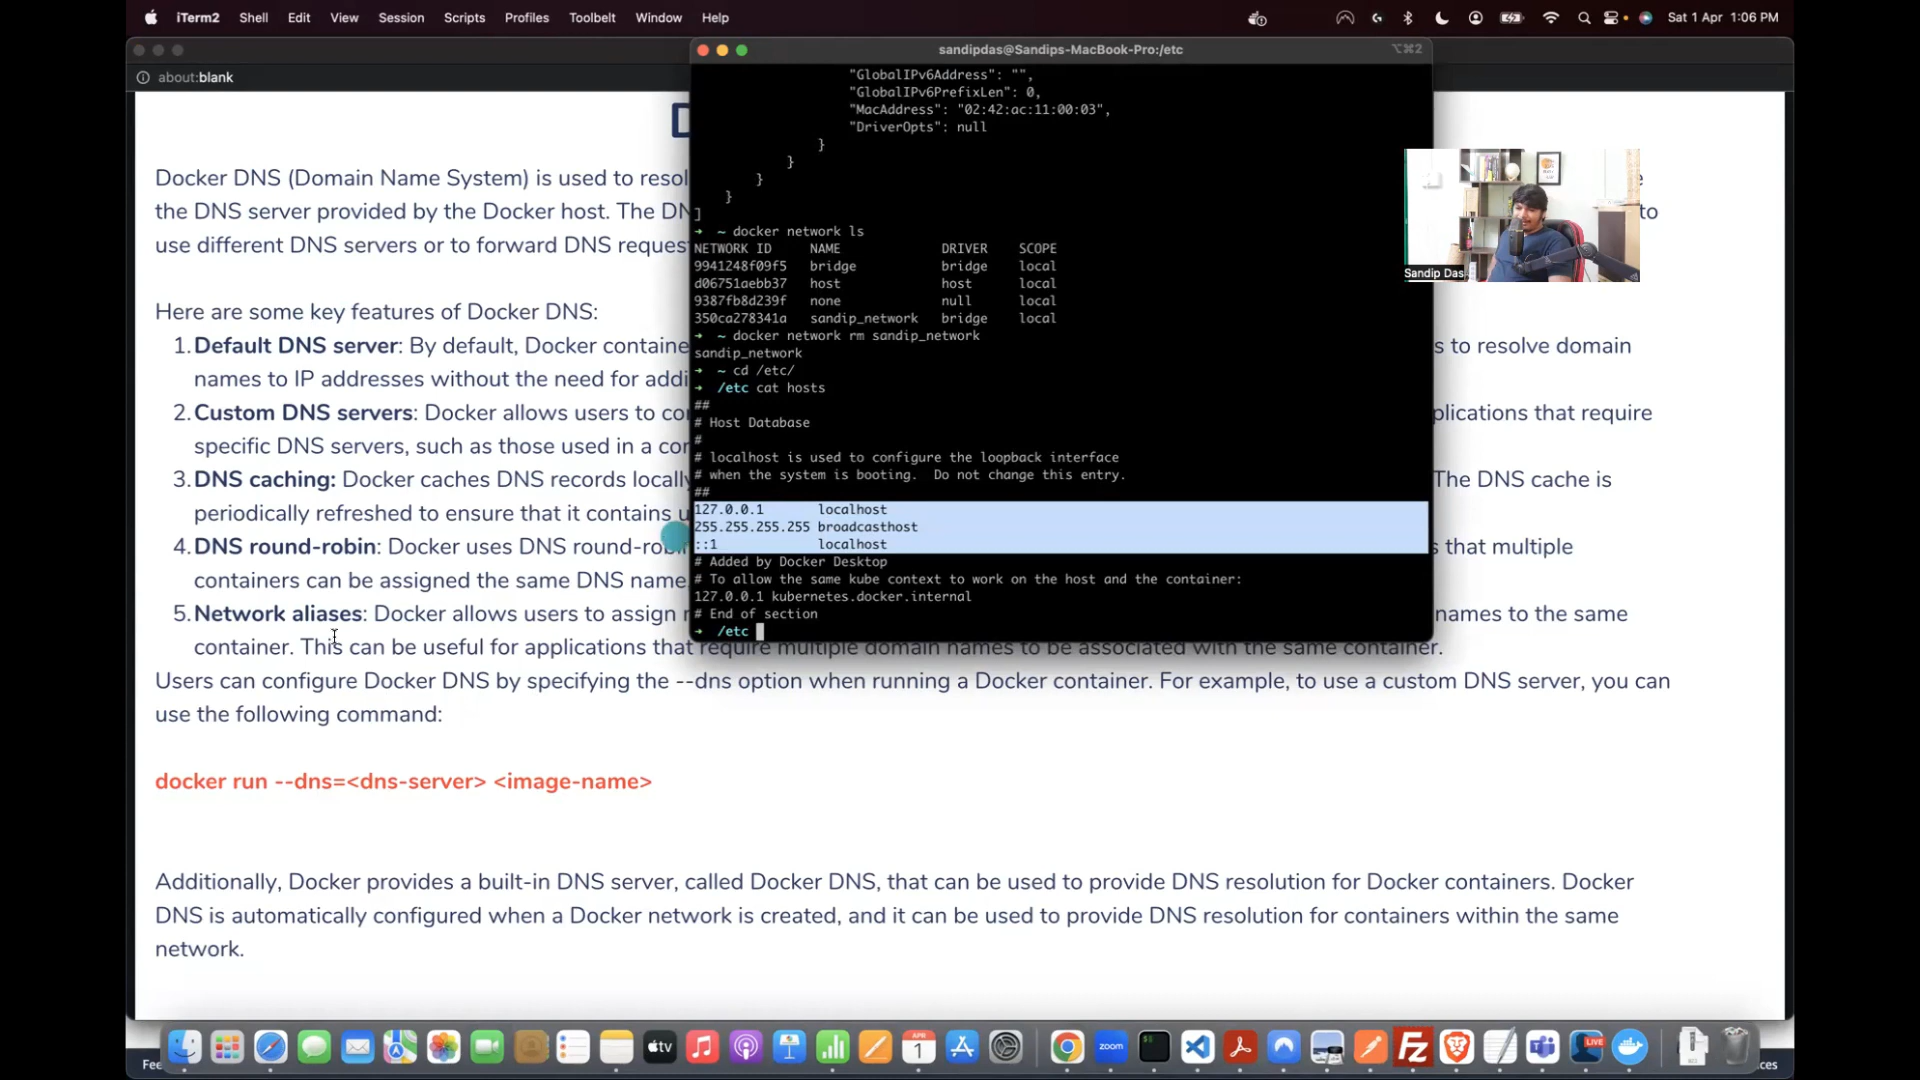 iTerm2 Shell Edit View Session Scripts Profiles Toolbelt Window Help Sat 1 Apr 1:06 PM
about:blank
sandipdas@Sandips-MacBook-Pro:/etc
⌥⌘2
"GlobalIPv6Address": "",
"GlobalIPv6PrefixLen": 0,
"MacAddress": "02:42:ac:11:00:03",
"DriverOpts": null
}
}
}
}
]
➜ ~ docker network ls
NETWORK ID NAME DRIVER SCOPE
9941248f09f5 bridge bridge local
d06751aebb37 host host local
9387fb8d239f none null local
350ca278341a sandip_network bridge local
➜ ~ docker network rm sandip_network
sandip_network
➜ ~ cd /etc/
➜ /etc cat hosts
##
# Host Database
#
# localhost is used to configure the loopback interface
# when the system is booting. Do not change this entry.
##
127.0.0.1 localhost
255.255.255.255 broadcasthost
::1 localhost
# Added by Docker Desktop
# To allow the same kube context to work on the host and the container:
127.0.0.1 kubernetes.docker.internal
# End of section
➜ /etc
Sandip Das
Docker DNS (Domain Name System) is used to resol
the DNS server provided by the Docker host. The DN to
use different DNS servers or to forward DNS reques
Here are some key features of Docker DNS:
1. Default DNS server: By default, Docker containe s to resolve domain
names to IP addresses without the need for addi
2. Custom DNS servers: Docker allows users to co plications that require
specific DNS servers, such as those used in a co
3. DNS caching: Docker caches DNS records locally The DNS cache is
periodically refreshed to ensure that it contains u
4. DNS round-robin: Docker uses DNS round-robin s that multiple
containers can be assigned the same DNS name
5. Network aliases: Docker allows users to assign names to the same
container. This can be useful for applications that require multiple domain names to be associated with the same container.
Users can configure Docker DNS by specifying the --dns option when running a Docker container. For example, to use a custom DNS server, you can
use the following command:
docker run --dns=<dns-server> <image-name>
Additionally, Docker provides a built-in DNS server, called Docker DNS, that can be used to provide DNS resolution for Docker containers. Docker
DNS is automatically configured when a Docker network is created, and it can be used to provide DNS resolution for containers within the same
network.
Fee
APR
1
tv
zoom
LIVE
ces